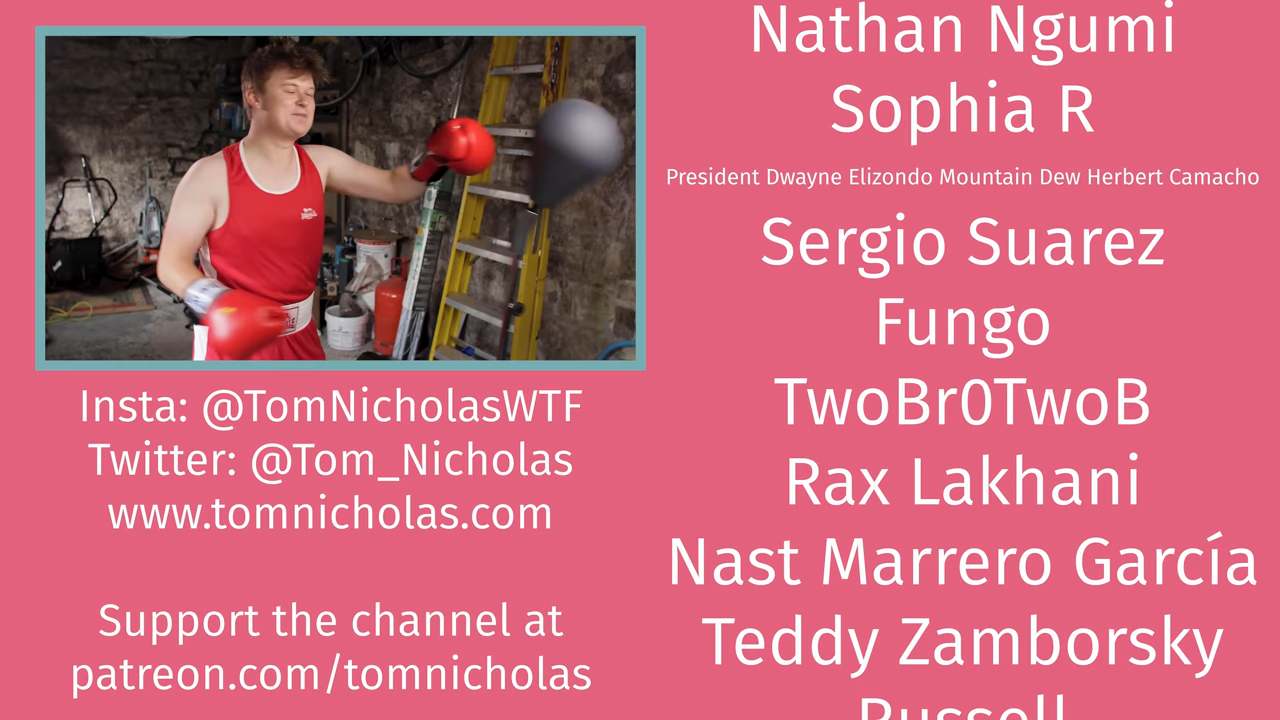 Insta: @TomNicholasWTF
Twitter: @Tom_Nicholas
www.tomnicholas.com
Support the channel at
patreon.com/tomnicholas
Nathan Ngumi
Sophia R
President Dwayne Elizondo Mountain Dew Herbert Camacho
Sergio Suarez
Fungo
TwoBr0TwoB
Rax Lakhani
Nast Marrero García
Teddy Zamborsky
Russell